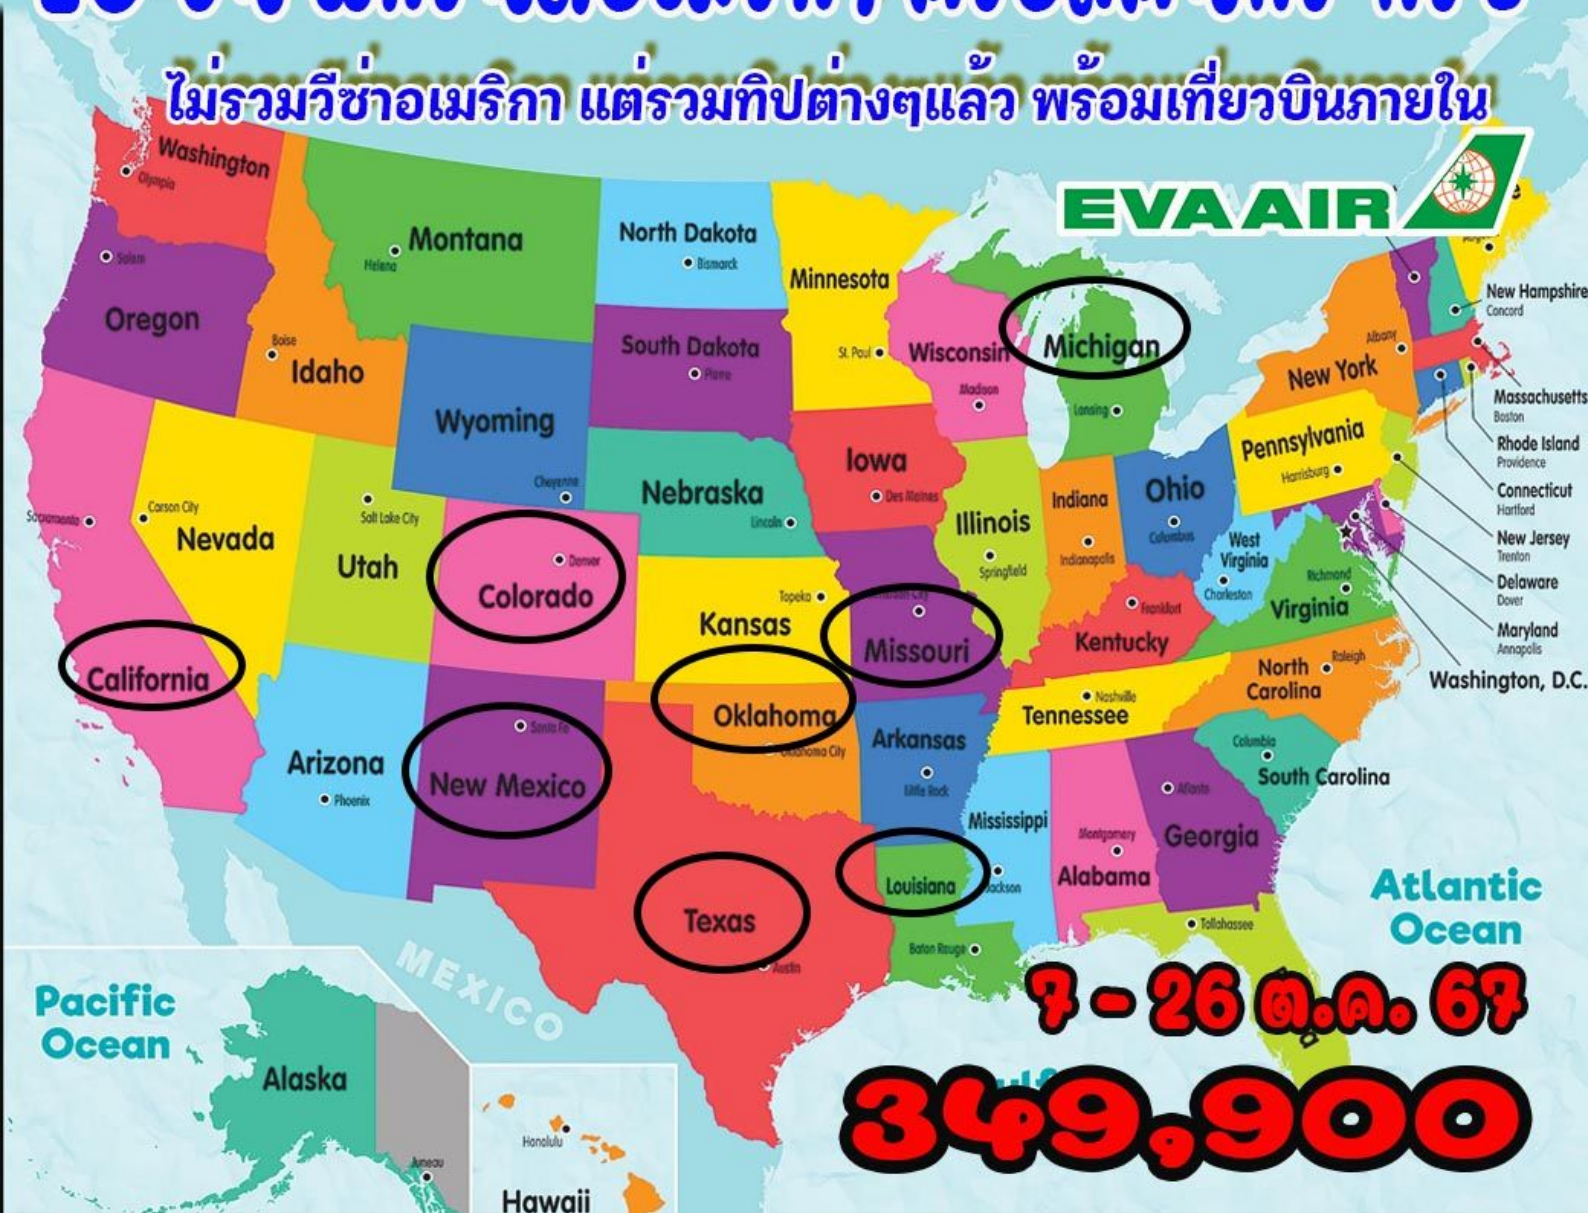 ไม่รวมวีซ่าอเมริกา แต่รวมทิปต่างๆแล้ว พร้อมเที่ยวบินภายใน
EVA AIR
Washington
Olympia
Montana
Helena
North Dakota
Bismarck
Minnesota
St. Paul
Oregon
Salem
Idaho
Boise
South Dakota
Pierre
Wisconsin
Madison
Michigan
Lansing
New York
Albany
New Hampshire
Concord
Massachusetts
Boston
Rhode Island
Providence
Connecticut
Hartford
New Jersey
Trenton
Delaware
Dover
Maryland
Annapolis
Washington, D.C.
Wyoming
Cheyenne
Nebraska
Lincoln
Iowa
Des Moines
Illinois
Springfield
Indiana
Indianapolis
Ohio
Columbus
Pennsylvania
Harrisburg
West
Virginia
Charleston
Virginia
Richmond
Sacramento
Carson City
Nevada
Salt Lake City
Utah
Denver
Colorado
Topeka
Kansas
City
Missouri
Frankfort
Kentucky
North
Carolina
Raleigh
California
Arizona
Phoenix
Santa Fe
New Mexico
Oklahoma
Oklahoma City
Arkansas
Little Rock
Nashville
Tennessee
Columbia
South Carolina
Mississippi
Jackson
Montgomery
Alabama
Atlanta
Georgia
Texas
Austin
Louisiana
Baton Rouge
Tallahassee
Atlantic
Ocean
MEXICO
Pacific
Ocean
Alaska
Juneau
Honolulu
Hawaii
7 - 26 ต.ค. 67
349,900